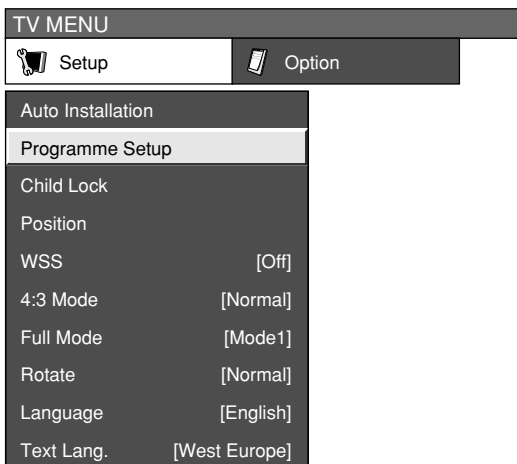 TV MENU
Setup Option
Auto Installation
Programme Setup
Child Lock
Position
WSS [Off]
4:3 Mode [Normal]
Full Mode [Mode1]
Rotate [Normal]
Language [English]
Text Lang. [West Europe]